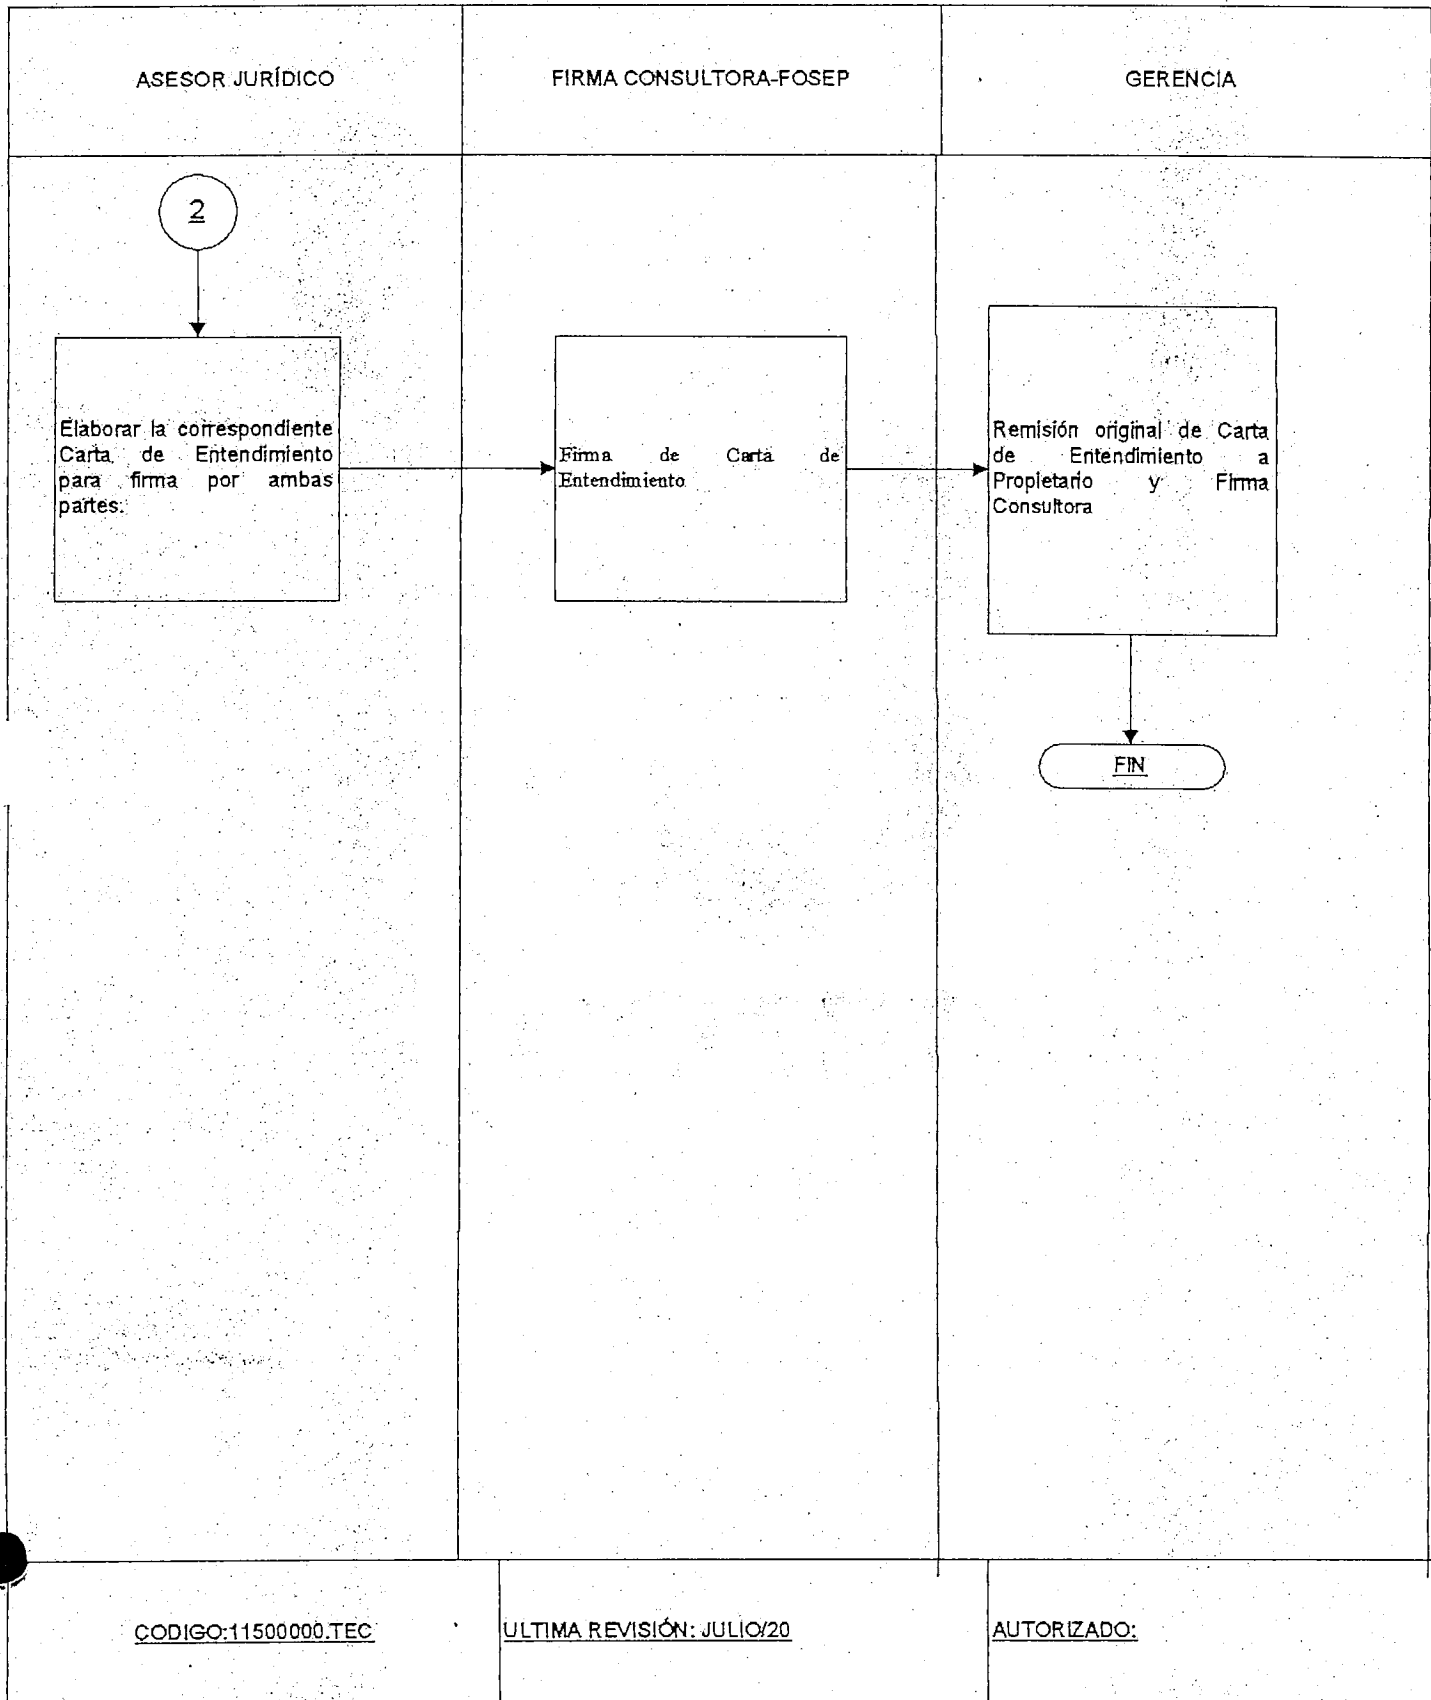 ASESOR JURÍDICO
FIRMA CONSULTORA-FOSEP
GERENCIA
2
Elaborar la correspondiente
Carta de Entendimiento
para firma por ambas
partes.
Firma de Carta de
Entendimiento
Remisión original de Carta
de Entendimiento a
Propietario y Firma
Consultora
FIN
CODIGO:11500000.TEC
ULTIMA REVISIÓN: JULIO/20
AUTORIZADO: